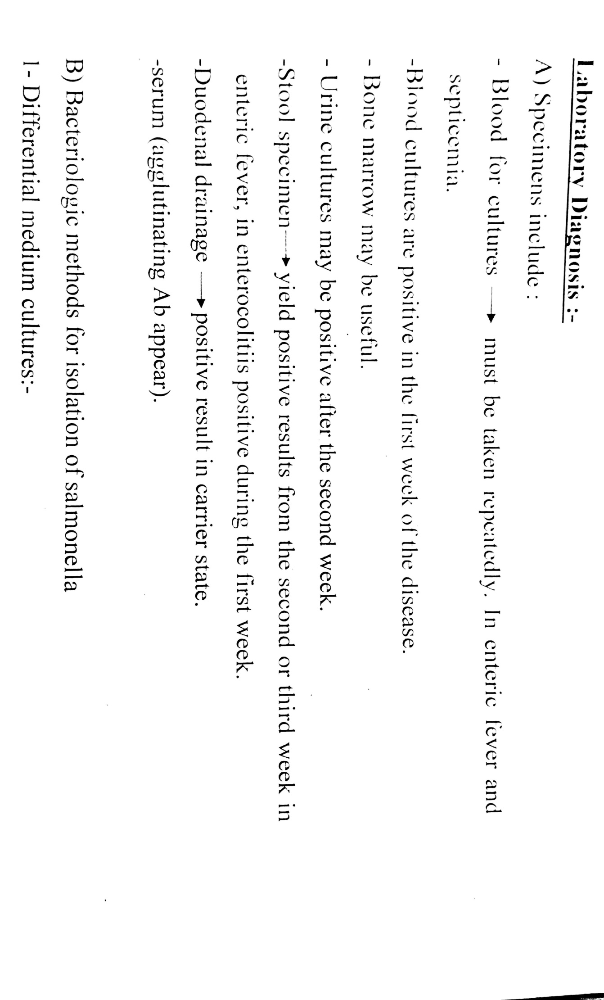 Laboratory Diagnosis :-
A) Specimens include :
- Blood for cultures → must be taken repeatedly. In enteric fever and
septicemia.
-Blood cultures are positive in the first week of the disease.
- Bone marrow may be useful.
- Urine cultures may be positive after the second week.
-Stool specimen→ yield positive results from the second or third week in
enteric fever, in enterocolitiis positive during the first week.
-Duodenal drainage → positive result in carrier state.
-serum (agglutinating Ab appear).
B) Bacteriologic methods for isolation of salmonella
1- Differential medium cultures:-